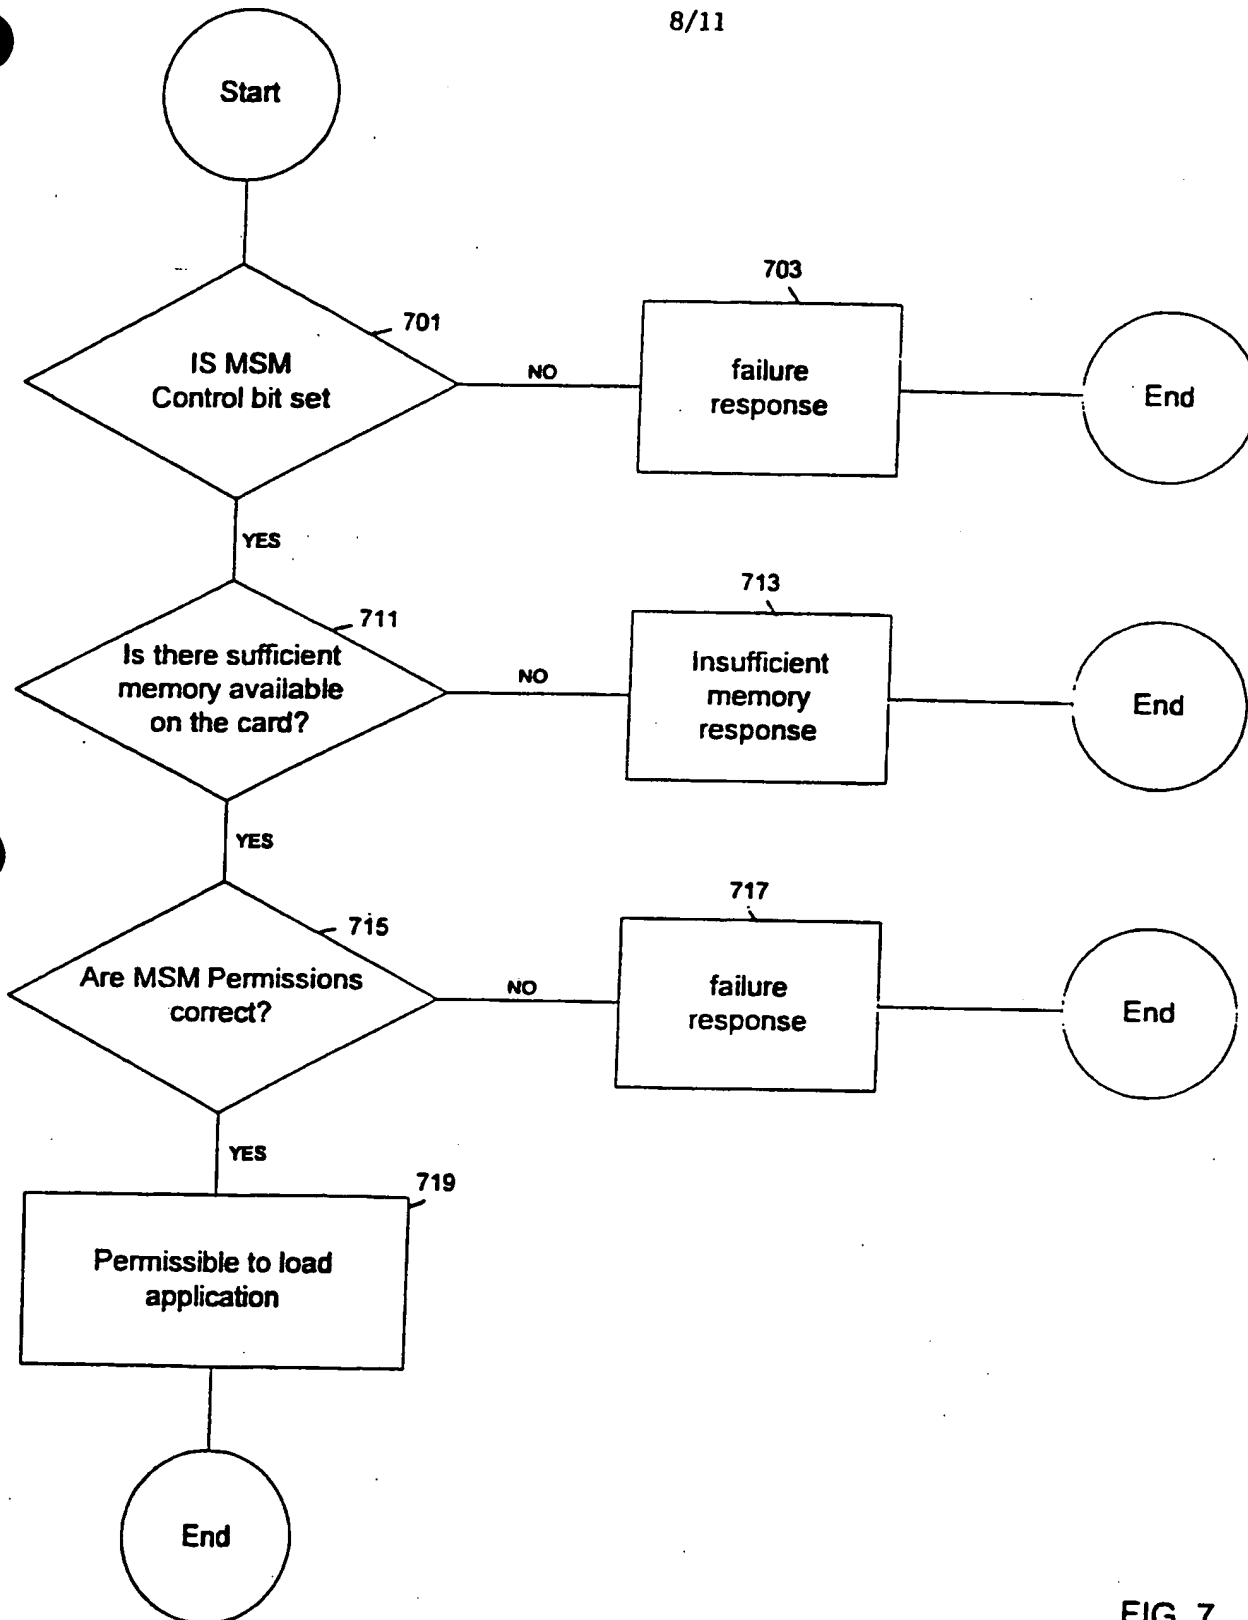 8/11
Start
701
IS MSM
Control bit set
NO
703
failure
response
End
YES
711
Is there sufficient
memory available
on the card?
NO
713
Insufficient
memory
response
End
YES
715
Are MSM Permissions
correct?
NO
717
failure
response
End
YES
719
Permissible to load
application
End
FIG. 7